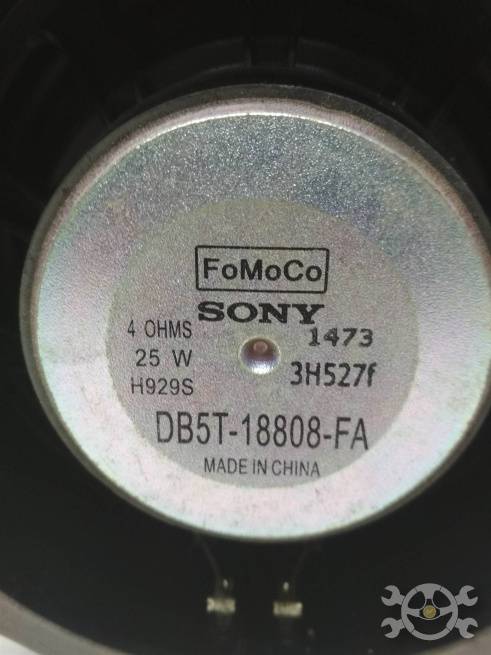 FoMoCo
SONY
4 OHMS
1473
25 W
3H527f
H929S
DB5T-18808-FA
MADE IN CHINA